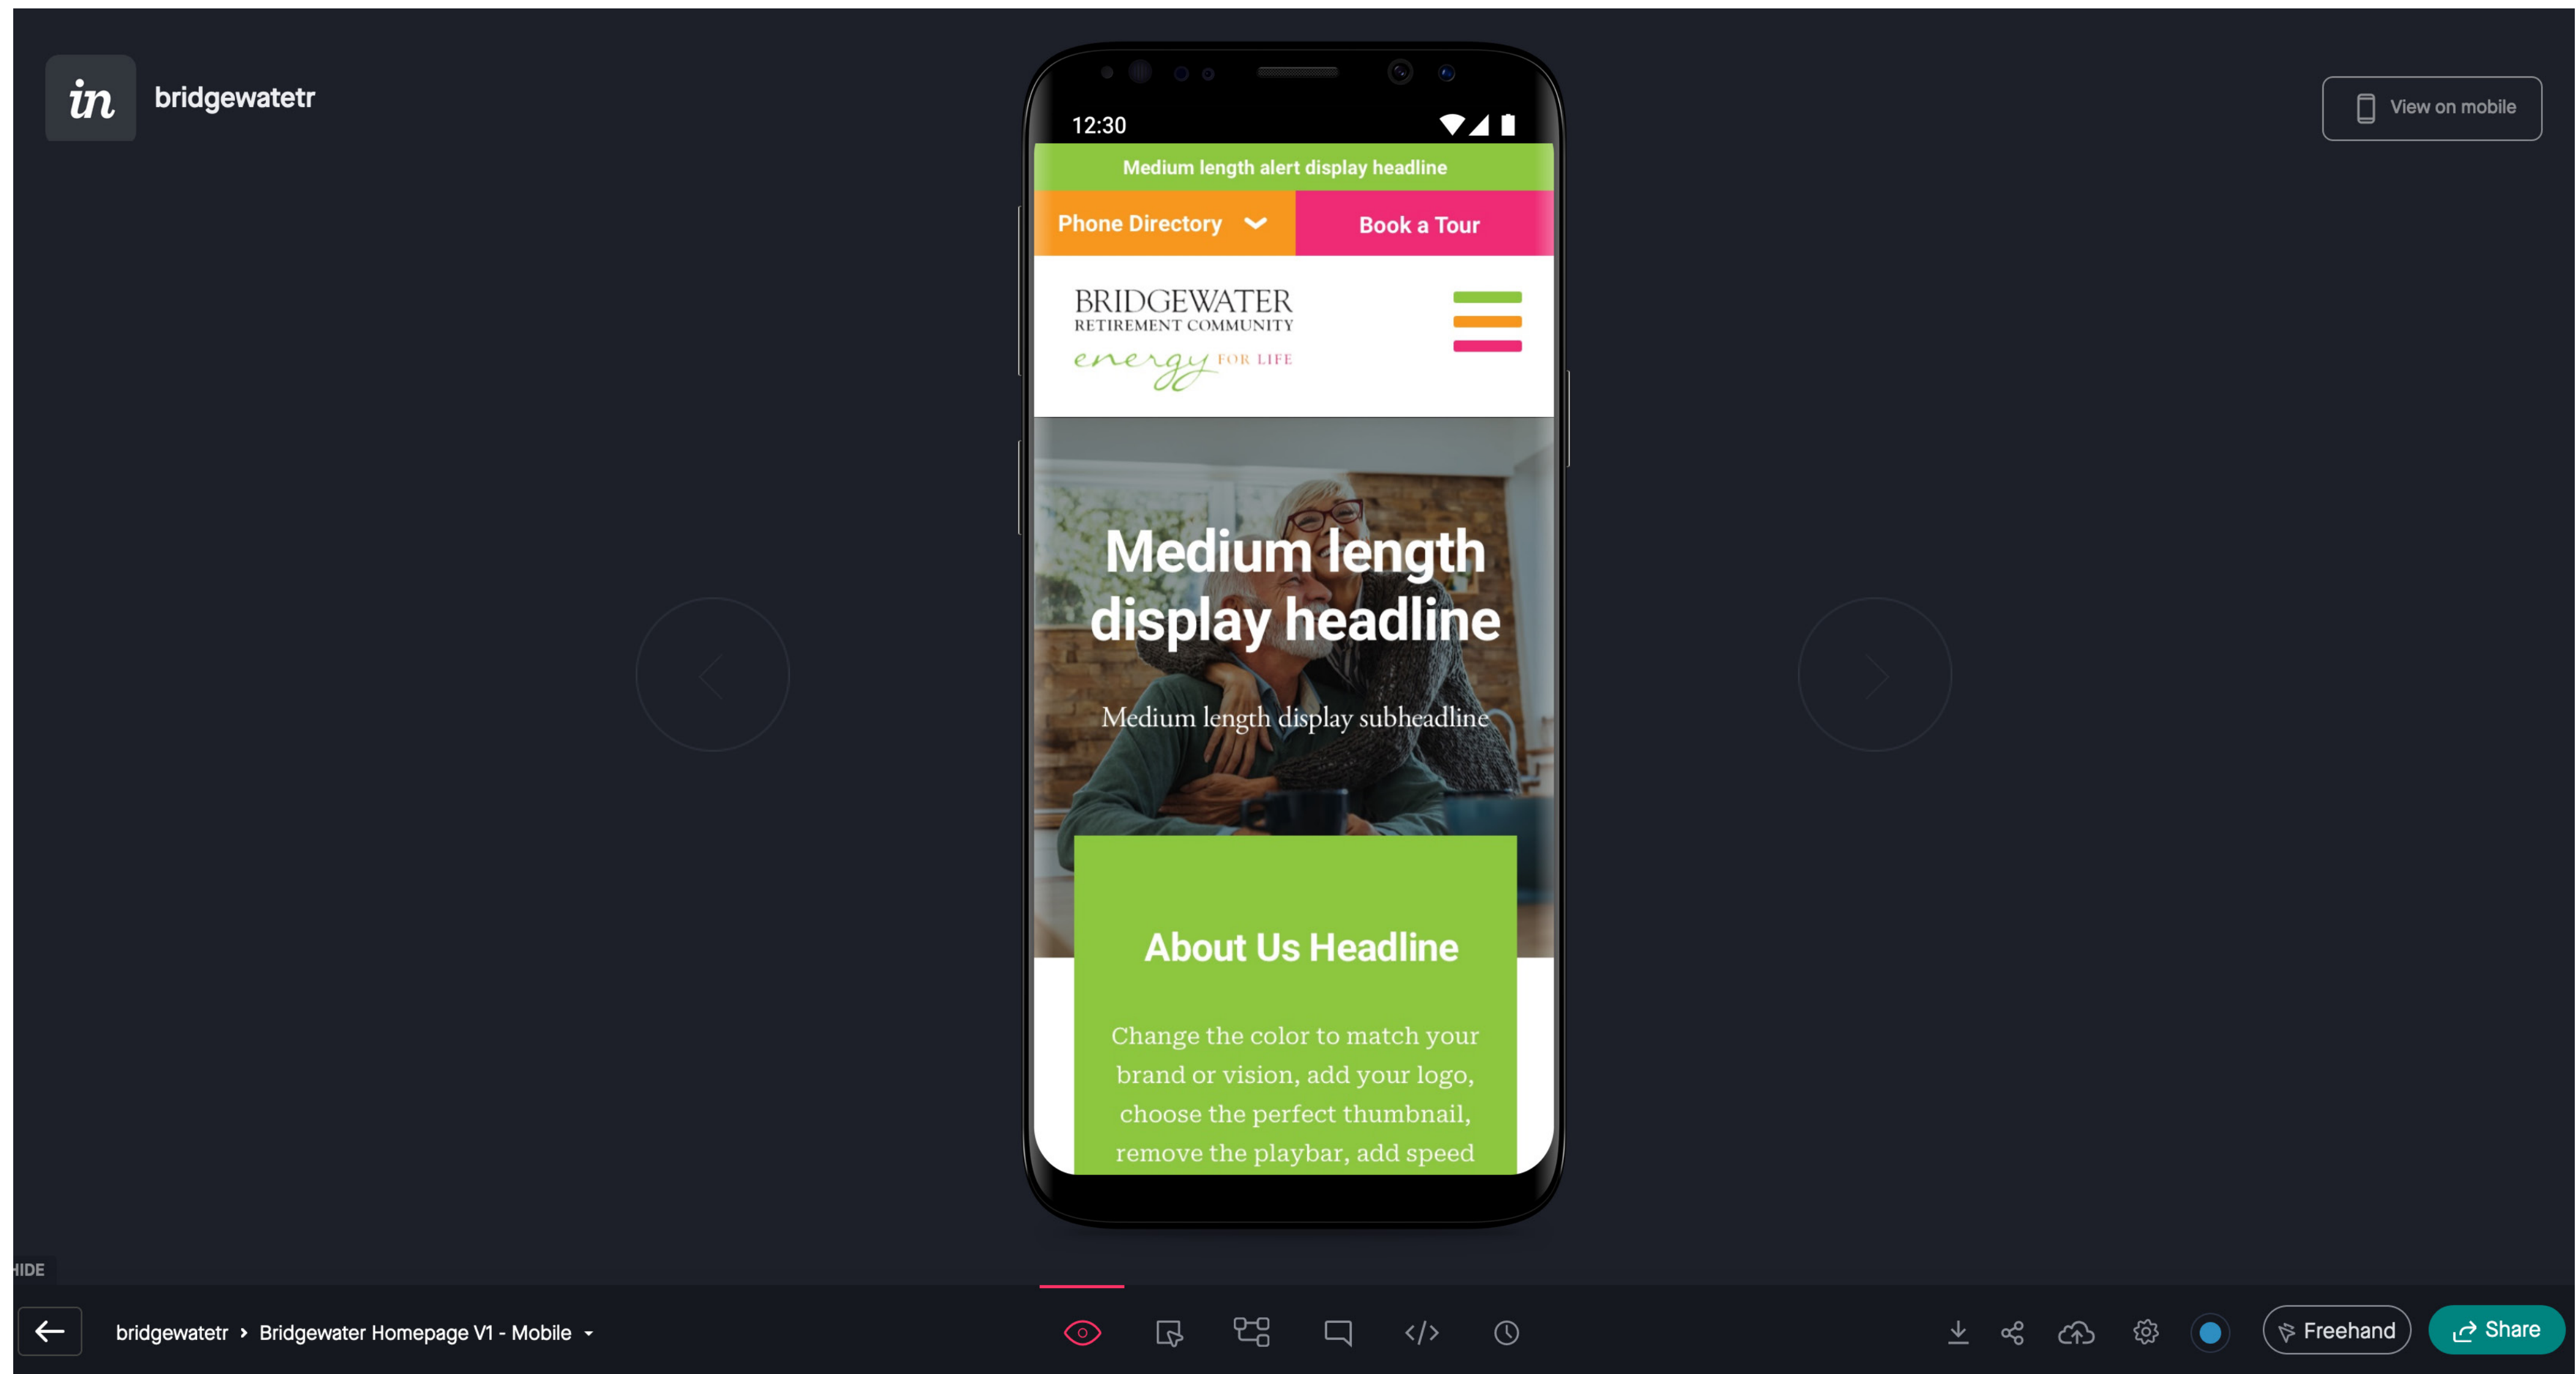 in bridgewatetr
View on mobile
12:30
Medium length alert display headline
Phone Directory
Book a Tour
BRIDGEWATER
RETIREMENT COMMUNITY
energy FOR LIFE
Medium length
display headline
Medium length display subheadline
About Us Headline
Change the color to match your
brand or vision, add your logo,
choose the perfect thumbnail,
remove the playbar, add speed
HIDE
bridgewatetr › Bridgewater Homepage V1 - Mobile
</>
Freehand
Share